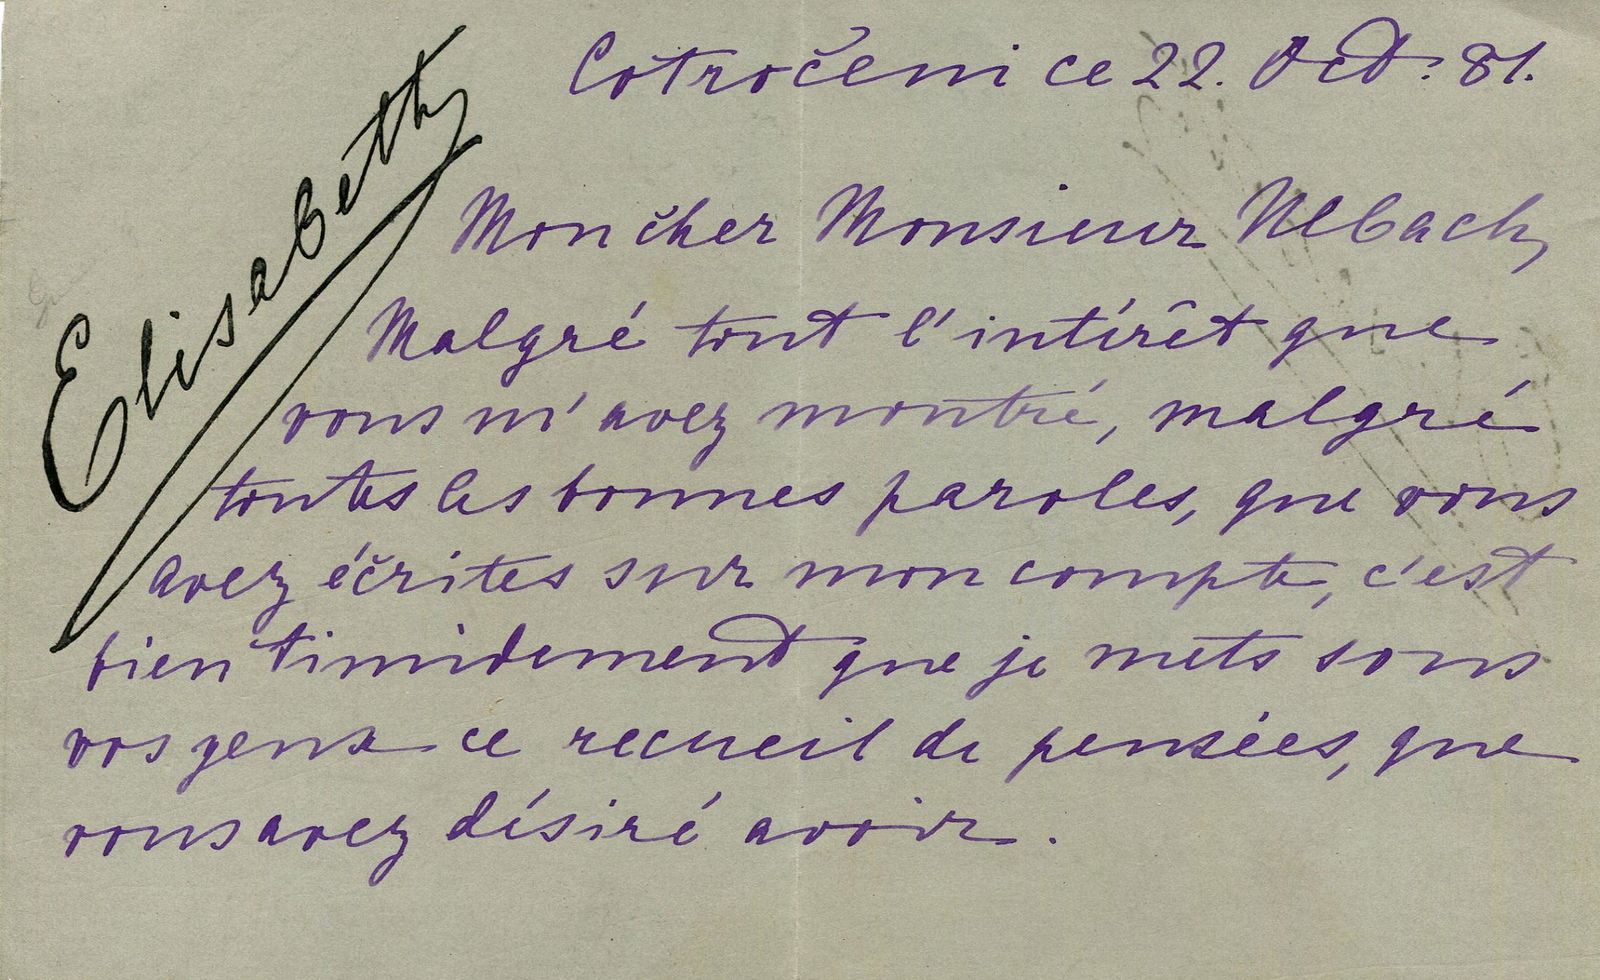 Cotročeni ce 22. Oct. 81.
Elisabeth
Mon cher Monsieur Ulbach,
Malgré tout l'intérêt que
vous m'avez montré, malgré
toutes les bonnes paroles, que vous
avez écrites sur mon compte, c'est
bien timidement que je mets sous
vos yeux ce recueil de pensées, que
vous avez désiré avoir.